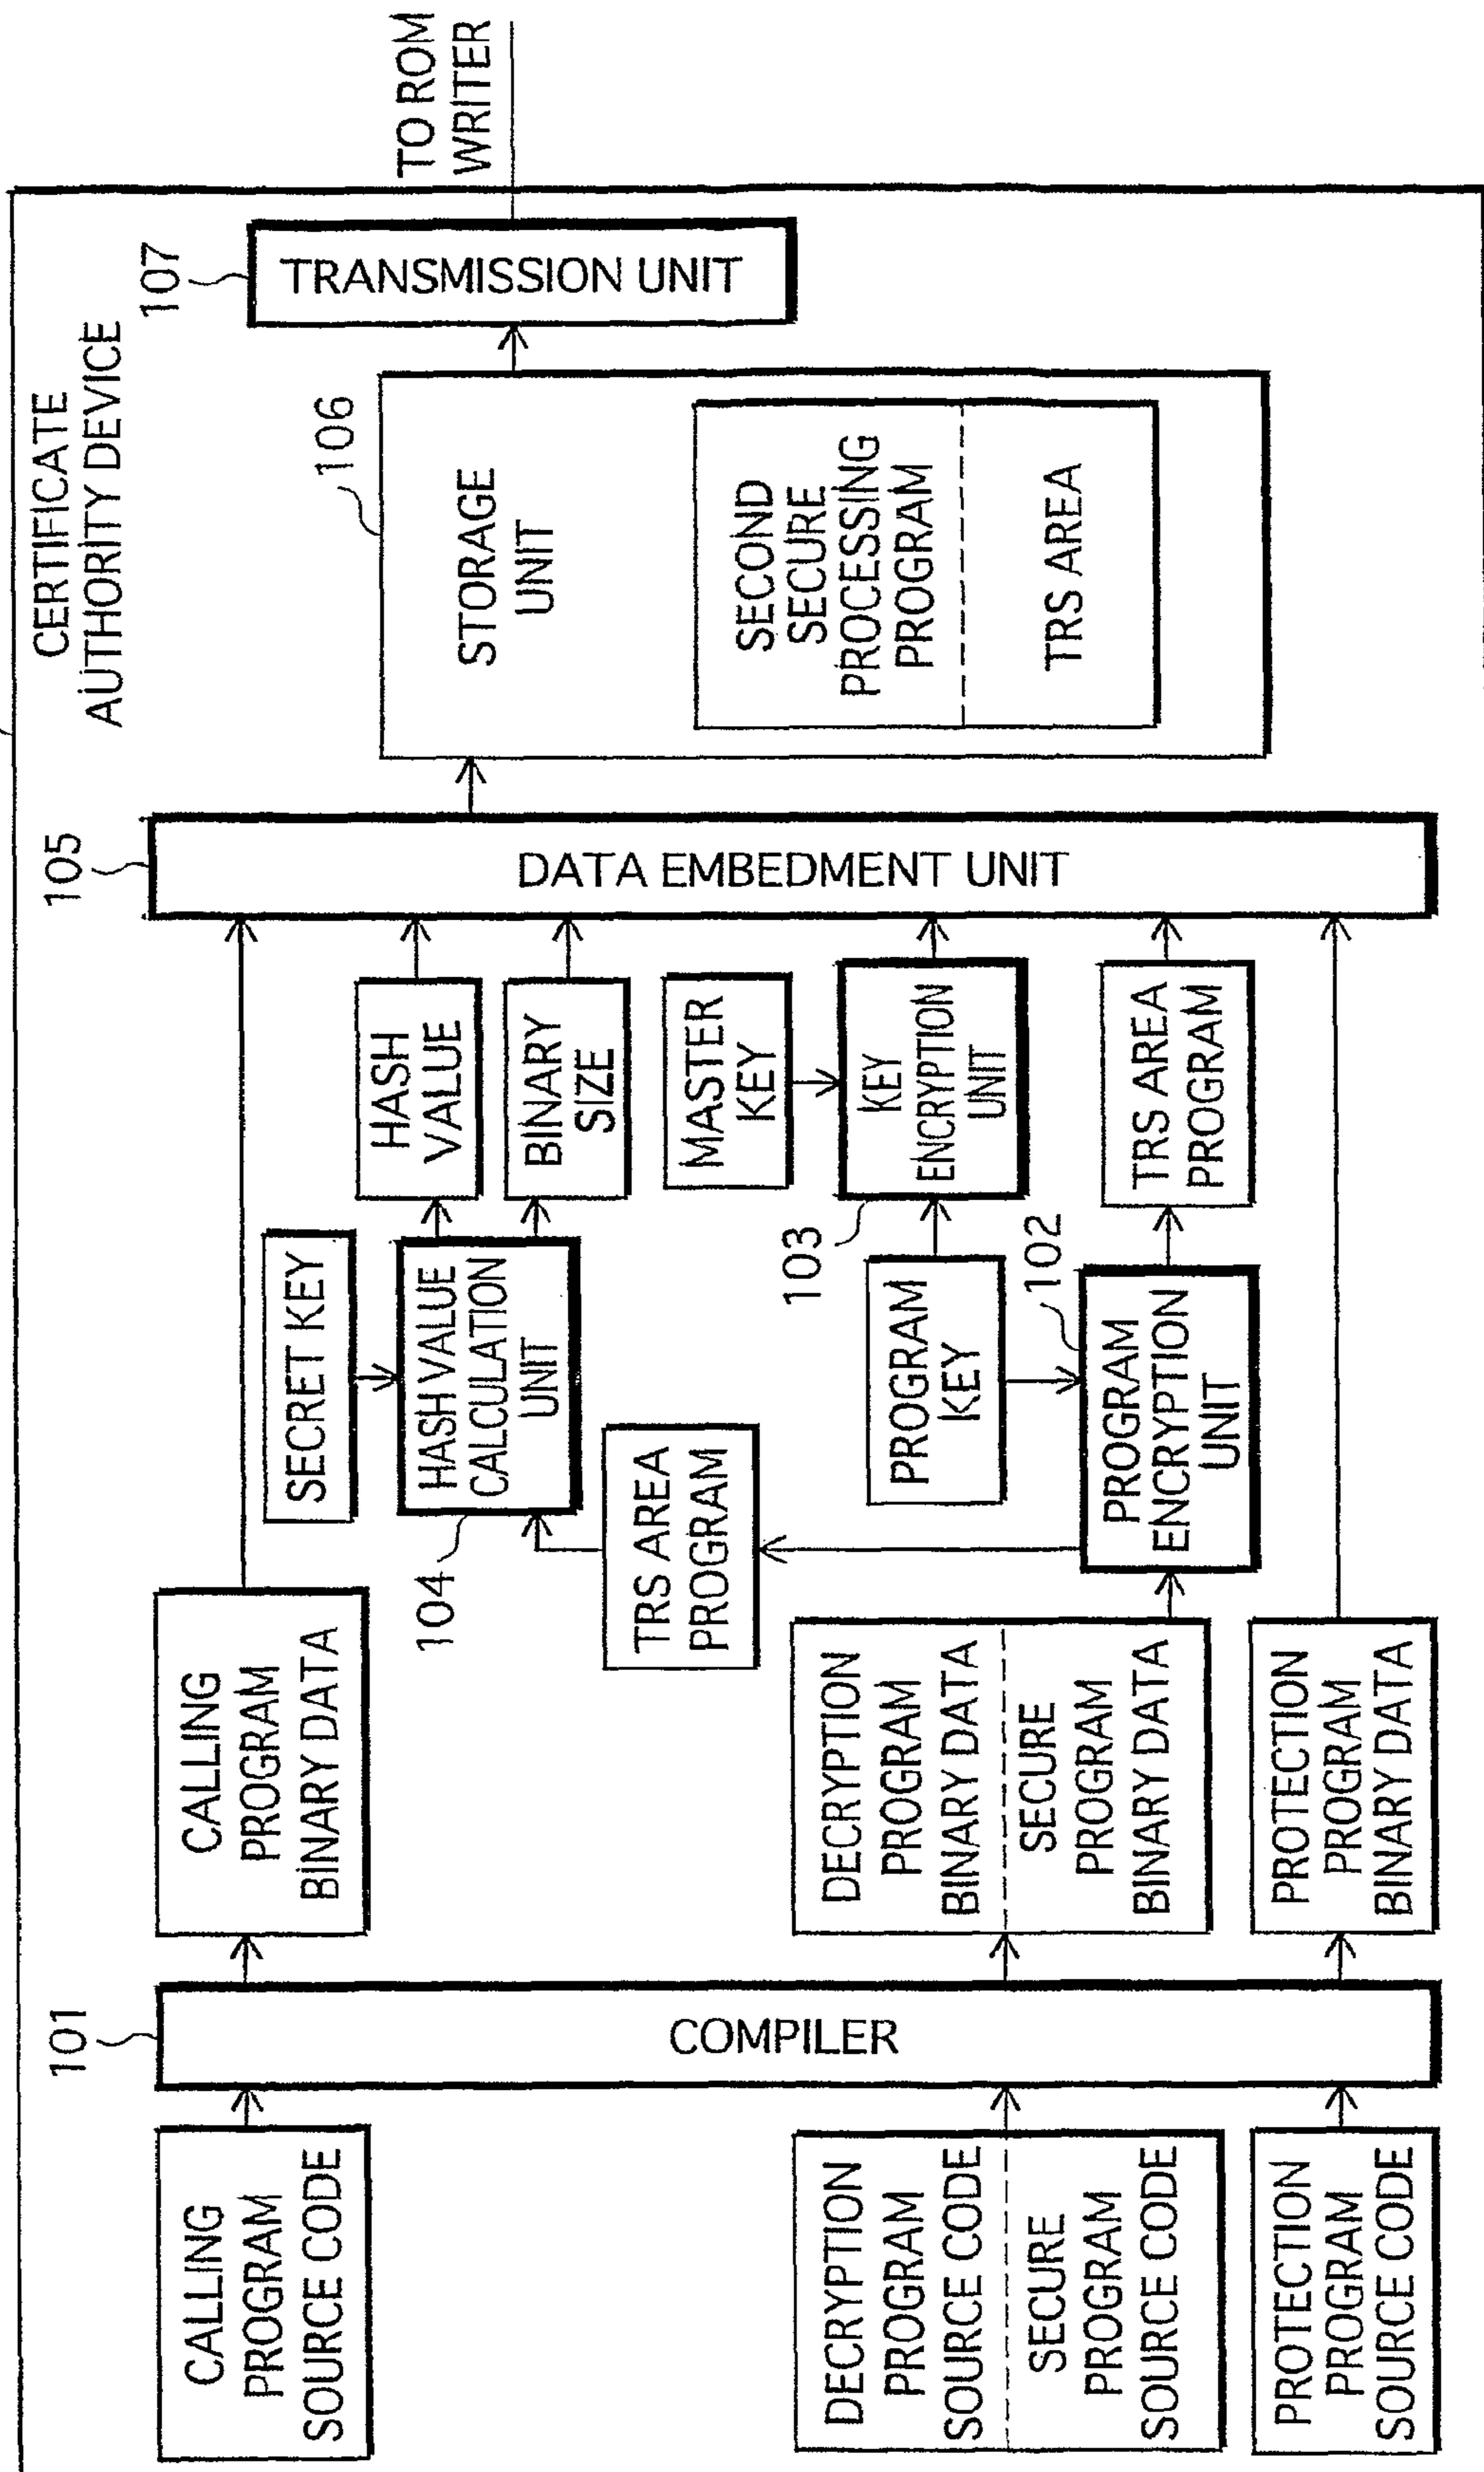 CERTIFICATE
AUTHORITY DEVICE
CALLING
PROGRAM
SOURCE CODE
DECRYPTION
PROGRAM
SOURCE CODE
SECURE
PROGRAM
SOURCE CODE
PROTECTION
PROGRAM
SOURCE CODE
101
COMPILER
CALLING
PROGRAM
BINARY DATA
DECRYPTION
PROGRAM
BINARY DATA
SECURE
PROGRAM
BINARY DATA
PROTECTION
PROGRAM
BINARY DATA
SECRET KEY
104
HASH VALUE
CALCULATION
UNIT
TRS AREA
PROGRAM
PROGRAM
KEY
102
PROGRAM
ENCRYPTION
UNIT
HASH
VALUE
BINARY
SIZE
MASTER
KEY
103
KEY
ENCRYPTION
UNIT
TRS AREA
PROGRAM
105
DATA EMBEDMENT UNIT
106
STORAGE
UNIT
SECOND
SECURE
PROCESSING
PROGRAM
TRS AREA
107
TRANSMISSION UNIT
TO ROM
WRITER